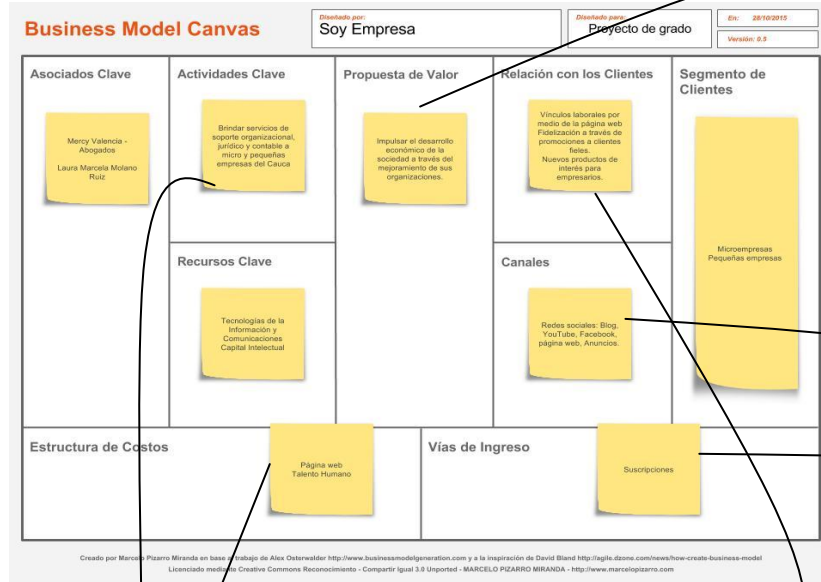 Business Model Canvas
Diseñado por:
Soy Empresa
Diseñado para:
Proyecto de grado
En: 28/10/2015
Versión: 0.5
Asociados Clave
Mercy Valencia -
Abogados
Laura Marcela Molano
Ruiz
Actividades Clave
Brindar servicios de
soporte organizacional,
jurídico y contable a
micro y pequeñas
empresas del Cauca
Recursos Clave
Tecnologías de la
Información y
Comunicaciones
Capital Intelectual
Propuesta de Valor
Impulsar el desarrollo
económico de la
sociedad a través del
mejoramiento de sus
organizaciones.
Relación con los Clientes
Vínculos laborales por
medio de la página web
Fidelización a través de
promociones a clientes
fieles.
Nuevos productos de
interés para
empresarios.
Canales
Redes sociales: Blog,
YouTube, Facebook,
página web, Anuncios.
Segmento de
Clientes
Microempresas
Pequeñas empresas
Estructura de Costos
Página web
Talento Humano
Vías de Ingreso
Suscripciones
Creado por Marcelo Pizarro Miranda en base al trabajo de Alex Osterwalder http://www.businessmodelgeneration.com y a la inspiración de David Bland http://agile.dzone.com/news/how-create-business-model
Licenciado mediante Creative Commons Reconocimiento - Compartir Igual 3.0 Unported - MARCELO PIZARRO MIRANDA - http://www.marcelopizarro.com